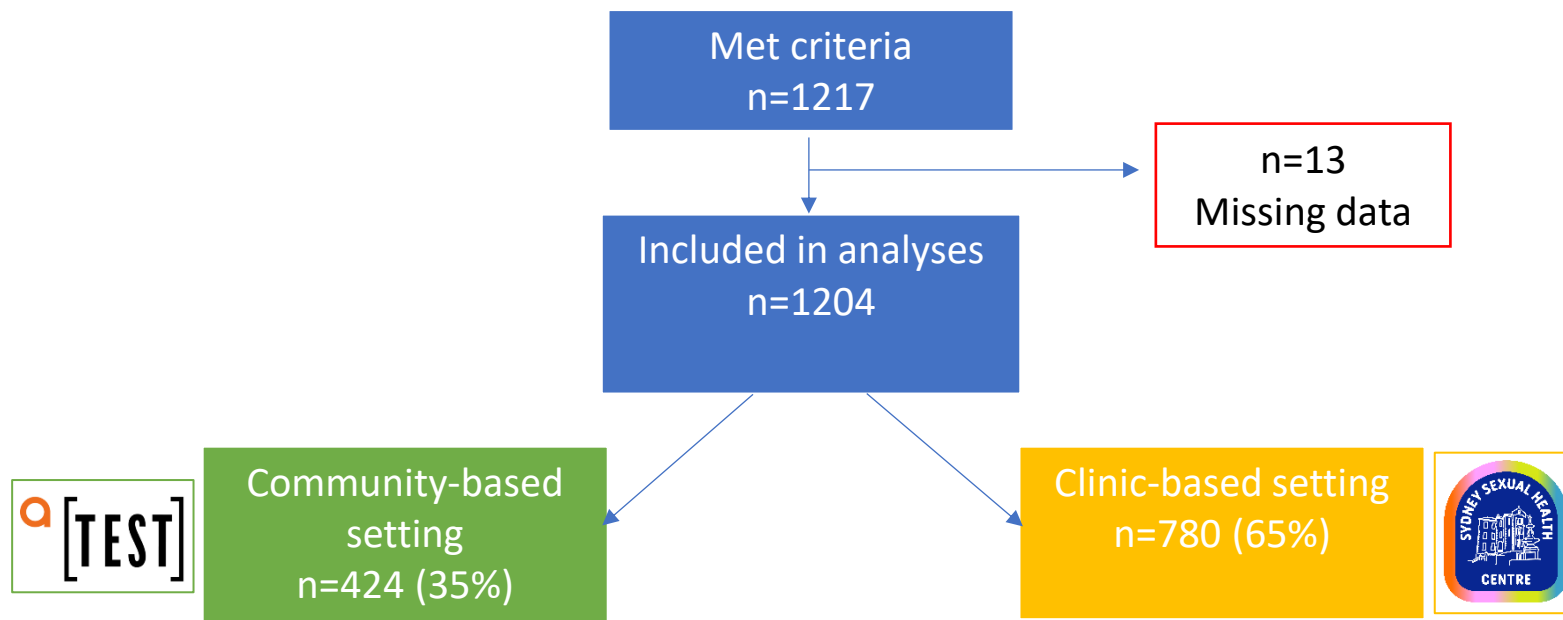 Met criteria
n=1217
n=13
Missing data
Included in analyses
n=1204
Community-based
setting
n=424 (35%)
Clinic-based setting
n=780 (65%)
a [TEST]
SYDNEY SEXUAL HEALTH
CENTRE